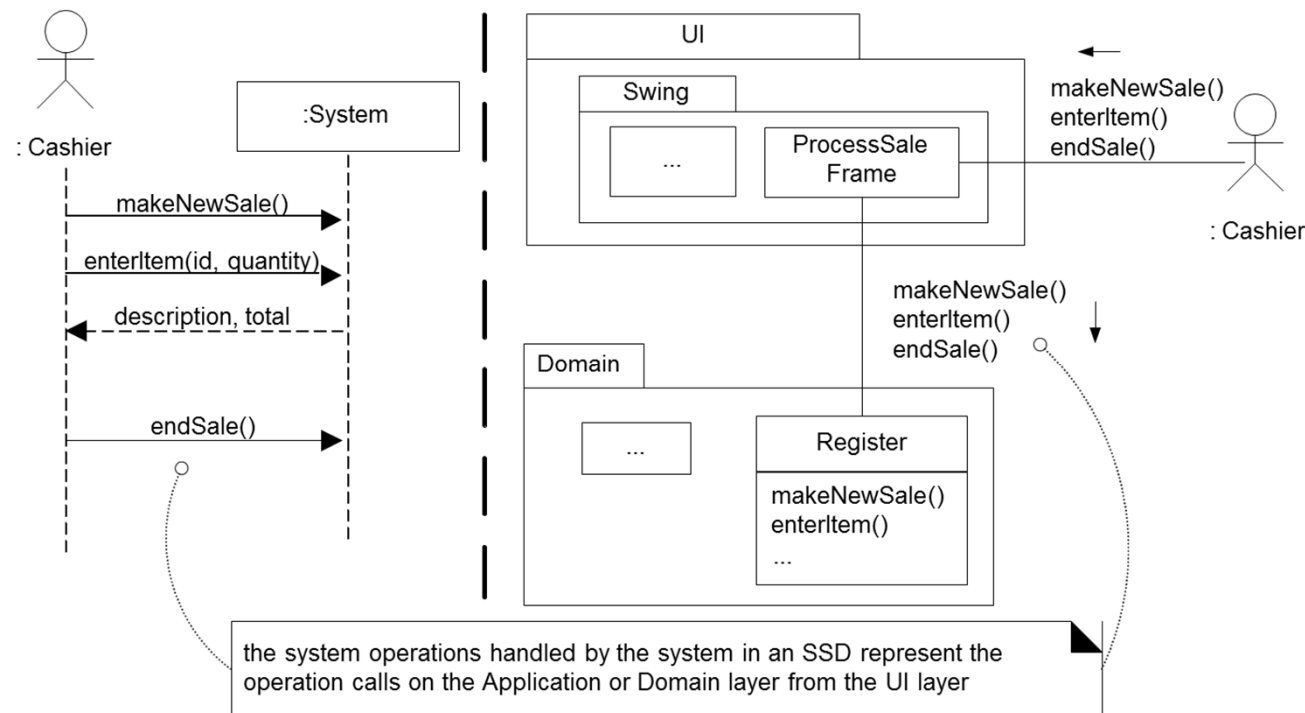 : Cashier
:System
makeNewSale()
enterItem(id, quantity)
description, total
endSale()
UI
Swing
...
ProcessSale
Frame
makeNewSale()
enterItem()
endSale()
: Cashier
makeNewSale()
enterItem()
endSale()
Domain
...
Register
makeNewSale()
enterItem()
...
the system operations handled by the system in an SSD represent the
operation calls on the Application or Domain layer from the UI layer